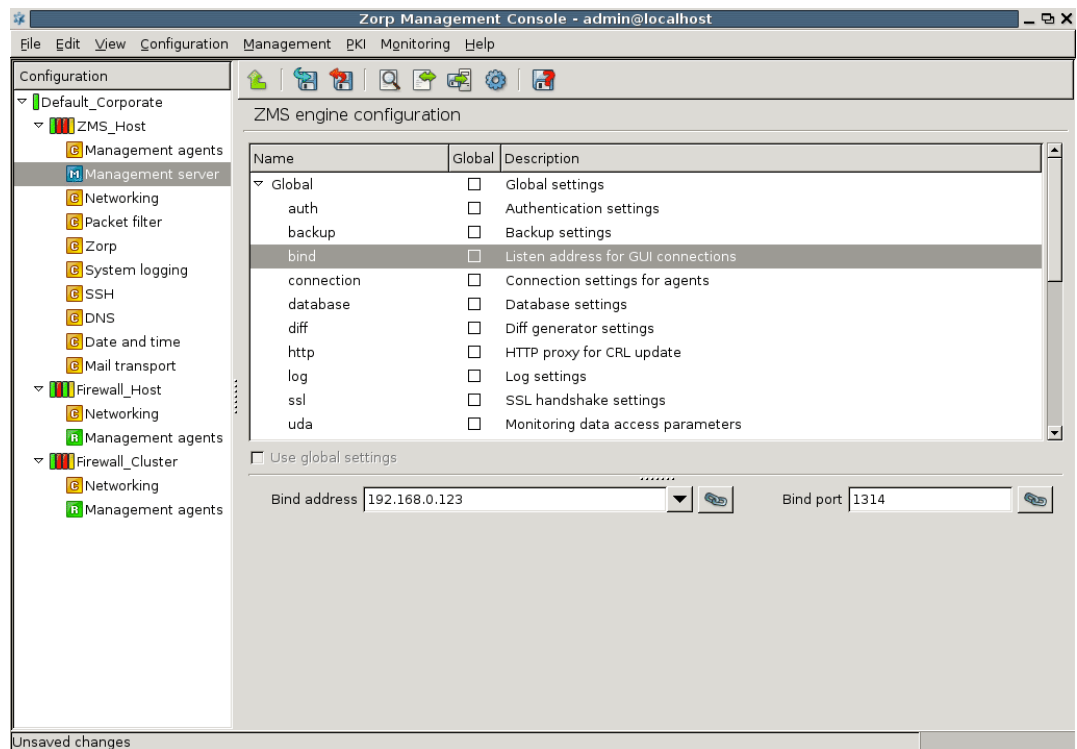 Zorp Management Console - admin@localhost
File Edit View Configuration Management PKI Monitoring Help
Configuration
Default_Corporate
ZMS_Host
C Management agents
M Management server
C Networking
C Packet filter
C Zorp
C System logging
C SSH
C DNS
C Date and time
C Mail transport
Firewall_Host
C Networking
R Management agents
Firewall_Cluster
C Networking
R Management agents
ZMS engine configuration
Name Global Description
Global Global settings
auth Authentication settings
backup Backup settings
bind Listen address for GUI connections
connection Connection settings for agents
database Database settings
diff Diff generator settings
http HTTP proxy for CRL update
log Log settings
ssl SSL handshake settings
uda Monitoring data access parameters
Use global settings
Bind address 192.168.0.123 Bind port 1314
Unsaved changes